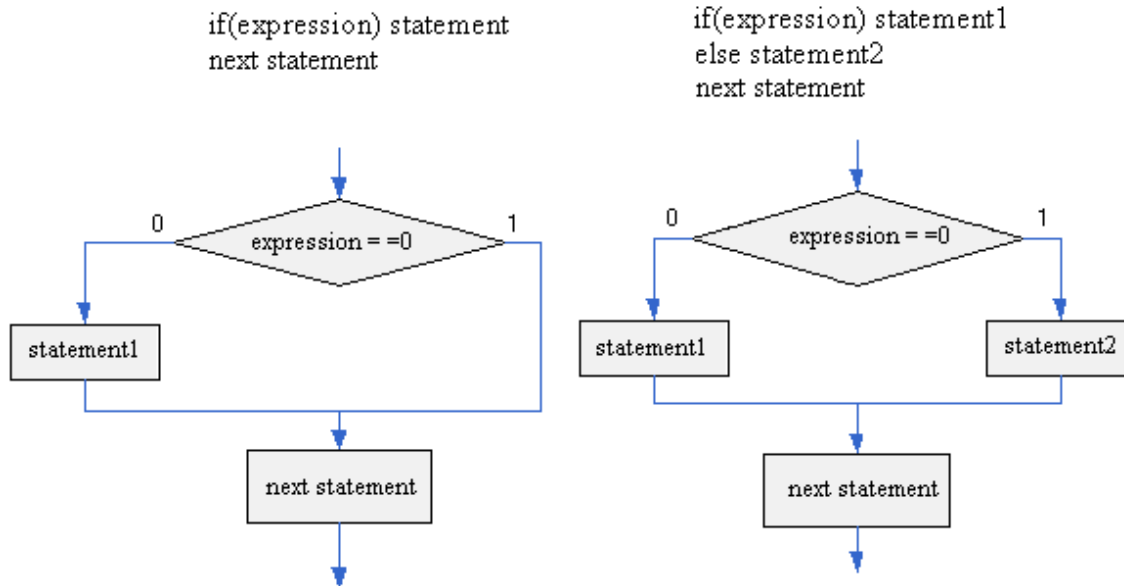 if(expression) statement
next statement
0
1
expression = =0
statement1
next statement
if(expression) statement1
else statement2
next statement
0
1
expression = =0
statement1
statement2
next statement